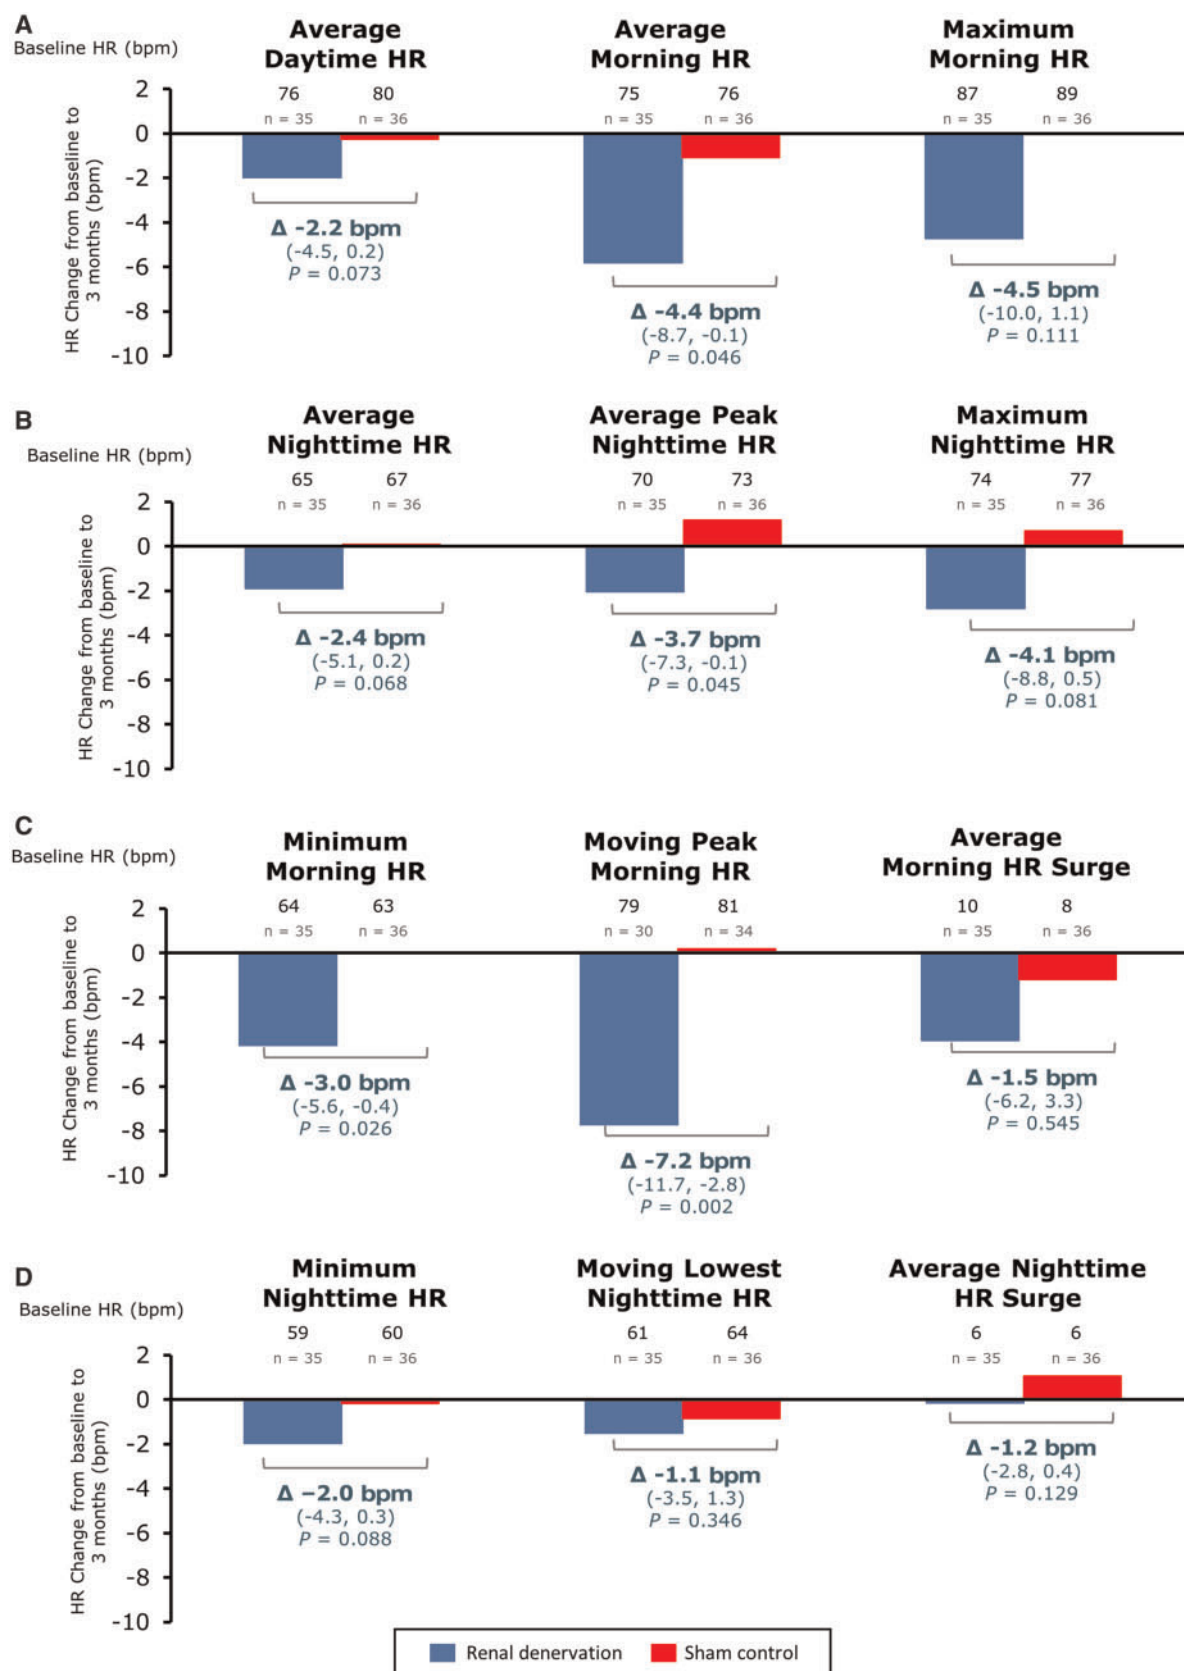 A
Baseline HR (bpm)
Average
Daytime HR
Average
Morning HR
Maximum
Morning HR
76 80 75 76 87 89
n = 35 n = 36 n = 35 n = 36 n = 35 n = 36
HR Change from baseline to
3 months (bpm)
2
0
-2
-4
-6
-8
-10
Δ -2.2 bpm
(-4.5, 0.2)
P = 0.073
Δ -4.4 bpm
(-8.7, -0.1)
P = 0.046
Δ -4.5 bpm
(-10.0, 1.1)
P = 0.111
B
Baseline HR (bpm)
Average
Nighttime HR
Average Peak
Nighttime HR
Maximum
Nighttime HR
65 67 70 73 74 77
n = 35 n = 36 n = 35 n = 36 n = 35 n = 36
HR Change from baseline to
3 months (bpm)
2
0
-2
-4
-6
-8
-10
Δ -2.4 bpm
(-5.1, 0.2)
P = 0.068
Δ -3.7 bpm
(-7.3, -0.1)
P = 0.045
Δ -4.1 bpm
(-8.8, 0.5)
P = 0.081
C
Baseline HR (bpm)
Minimum
Morning HR
Moving Peak
Morning HR
Average
Morning HR Surge
64 63 79 81 10 8
n = 35 n = 36 n = 30 n = 34 n = 35 n = 36
HR Change from baseline to
3 months (bpm)
2
0
-2
-4
-6
-8
-10
Δ -3.0 bpm
(-5.6, -0.4)
P = 0.026
Δ -7.2 bpm
(-11.7, -2.8)
P = 0.002
Δ -1.5 bpm
(-6.2, 3.3)
P = 0.545
D
Baseline HR (bpm)
Minimum
Nighttime HR
Moving Lowest
Nighttime HR
Average Nighttime
HR Surge
59 60 61 64 6 6
n = 35 n = 36 n = 35 n = 36 n = 35 n = 36
HR Change from baseline to
3 months (bpm)
2
0
-2
-4
-6
-8
-10
Δ −2.0 bpm
(-4.3, 0.3)
P = 0.088
Δ -1.1 bpm
(-3.5, 1.3)
P = 0.346
Δ -1.2 bpm
(-2.8, 0.4)
P = 0.129
Renal denervation Sham control